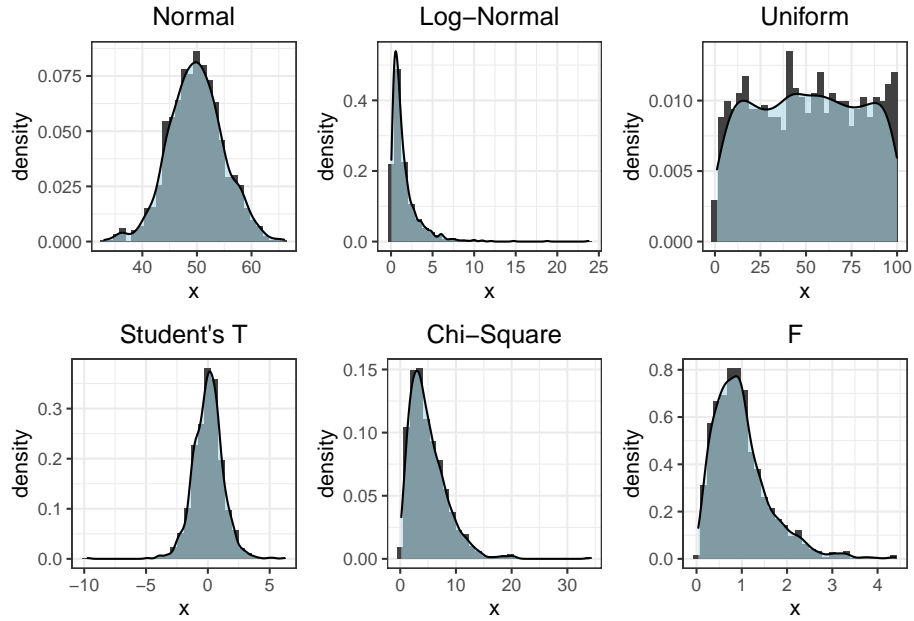 Normal
Log−Normal
Uniform
0.000
0.025
0.050
0.075
40
50
60
x
density
0.0
0.2
0.4
0
5
10
15
20
25
x
density
0.000
0.005
0.010
0
25
50
75
100
x
density
Student's T
Chi−Square
F
0.0
0.1
0.2
0.3
−10
−5
0
5
x
density
0.00
0.05
0.10
0.15
0
10
20
30
x
density
0.0
0.2
0.4
0.6
0.8
0
1
2
3
4
x
density